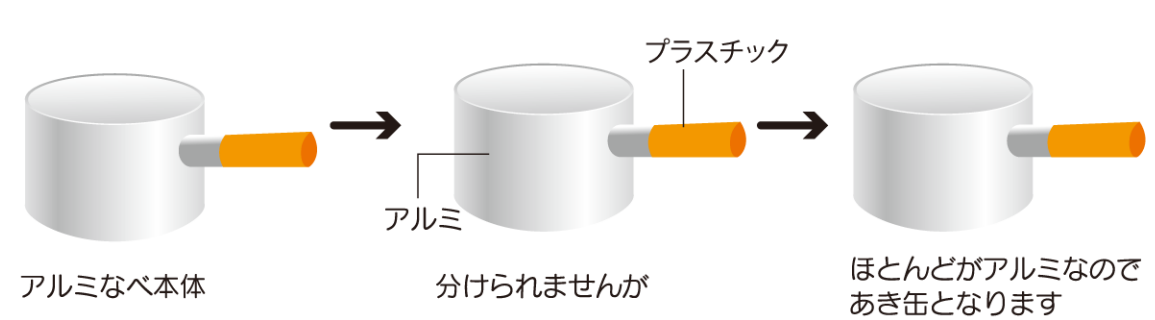 プラスチック
アルミ
アルミなべ本体
分けられませんが
ほとんどがアルミなので
あき缶となります